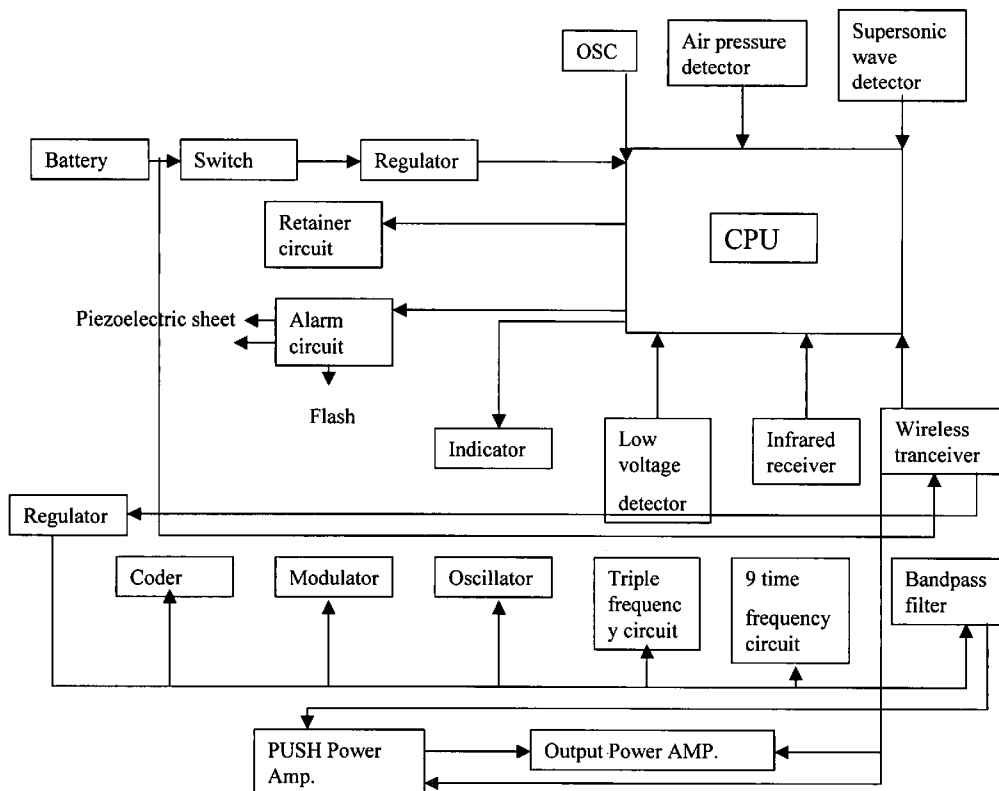 OSC
Air pressure
detector
Supersonic
wave
detector
Battery
Switch
Regulator
Retainer
circuit
CPU
Piezoelectric sheet
Alarm
circuit
Flash
Indicator
Low
voltage
detector
Infrared
receiver
Wireless
tranceiver
Regulator
Coder
Modulator
Oscillator
Triple
frequenc
y circuit
9 time
frequency
circuit
Bandpass
filter
PUSH Power
Amp.
Output Power AMP.